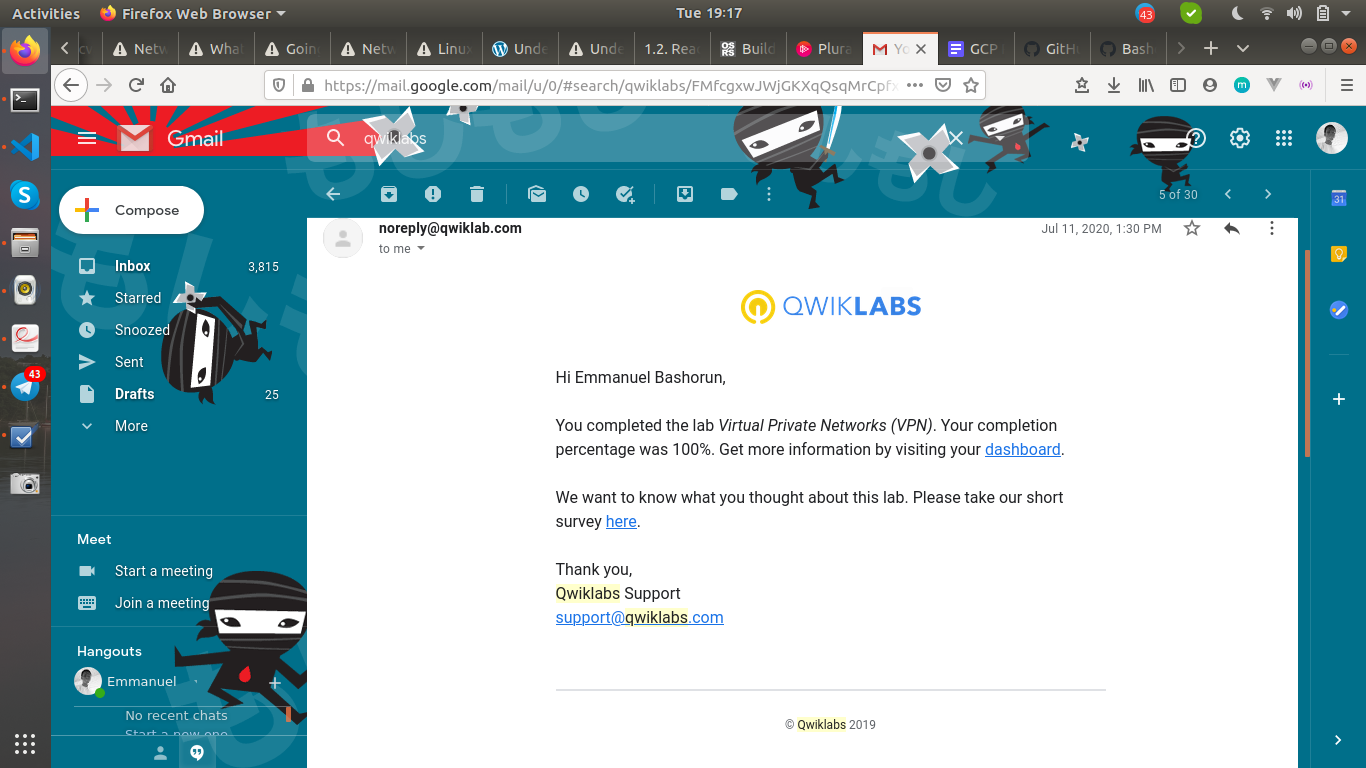 Activities
Firefox Web Browser
Tue 19:17
43
Netw
What
Going
Netw
Linux
Unde
Unde
1.2. Rea
Build
Plura
Yo
GCP
GitHu
Bash
https://mail.google.com/mail/u/0/#search/qwiklabs/FMfcgxwJWjGKXqQsqMrCpfx
Gmail
qwiklabs
Compose
5 of 30
31
Inbox 3,815
Starred
Snoozed
Sent
Drafts 25
More
43
Meet
Start a meeting
Join a meeting
Hangouts
Emmanuel
No recent chats
Start a new one
noreply@qwiklab.com
Jul 11, 2020, 1:30 PM
to me
QWIKLABS
Hi Emmanuel Bashorun,
You completed the lab Virtual Private Networks (VPN). Your completion
percentage was 100%. Get more information by visiting your dashboard.
We want to know what you thought about this lab. Please take our short
survey here.
Thank you,
Qwiklabs Support
support@qwiklabs.com
© Qwiklabs 2019